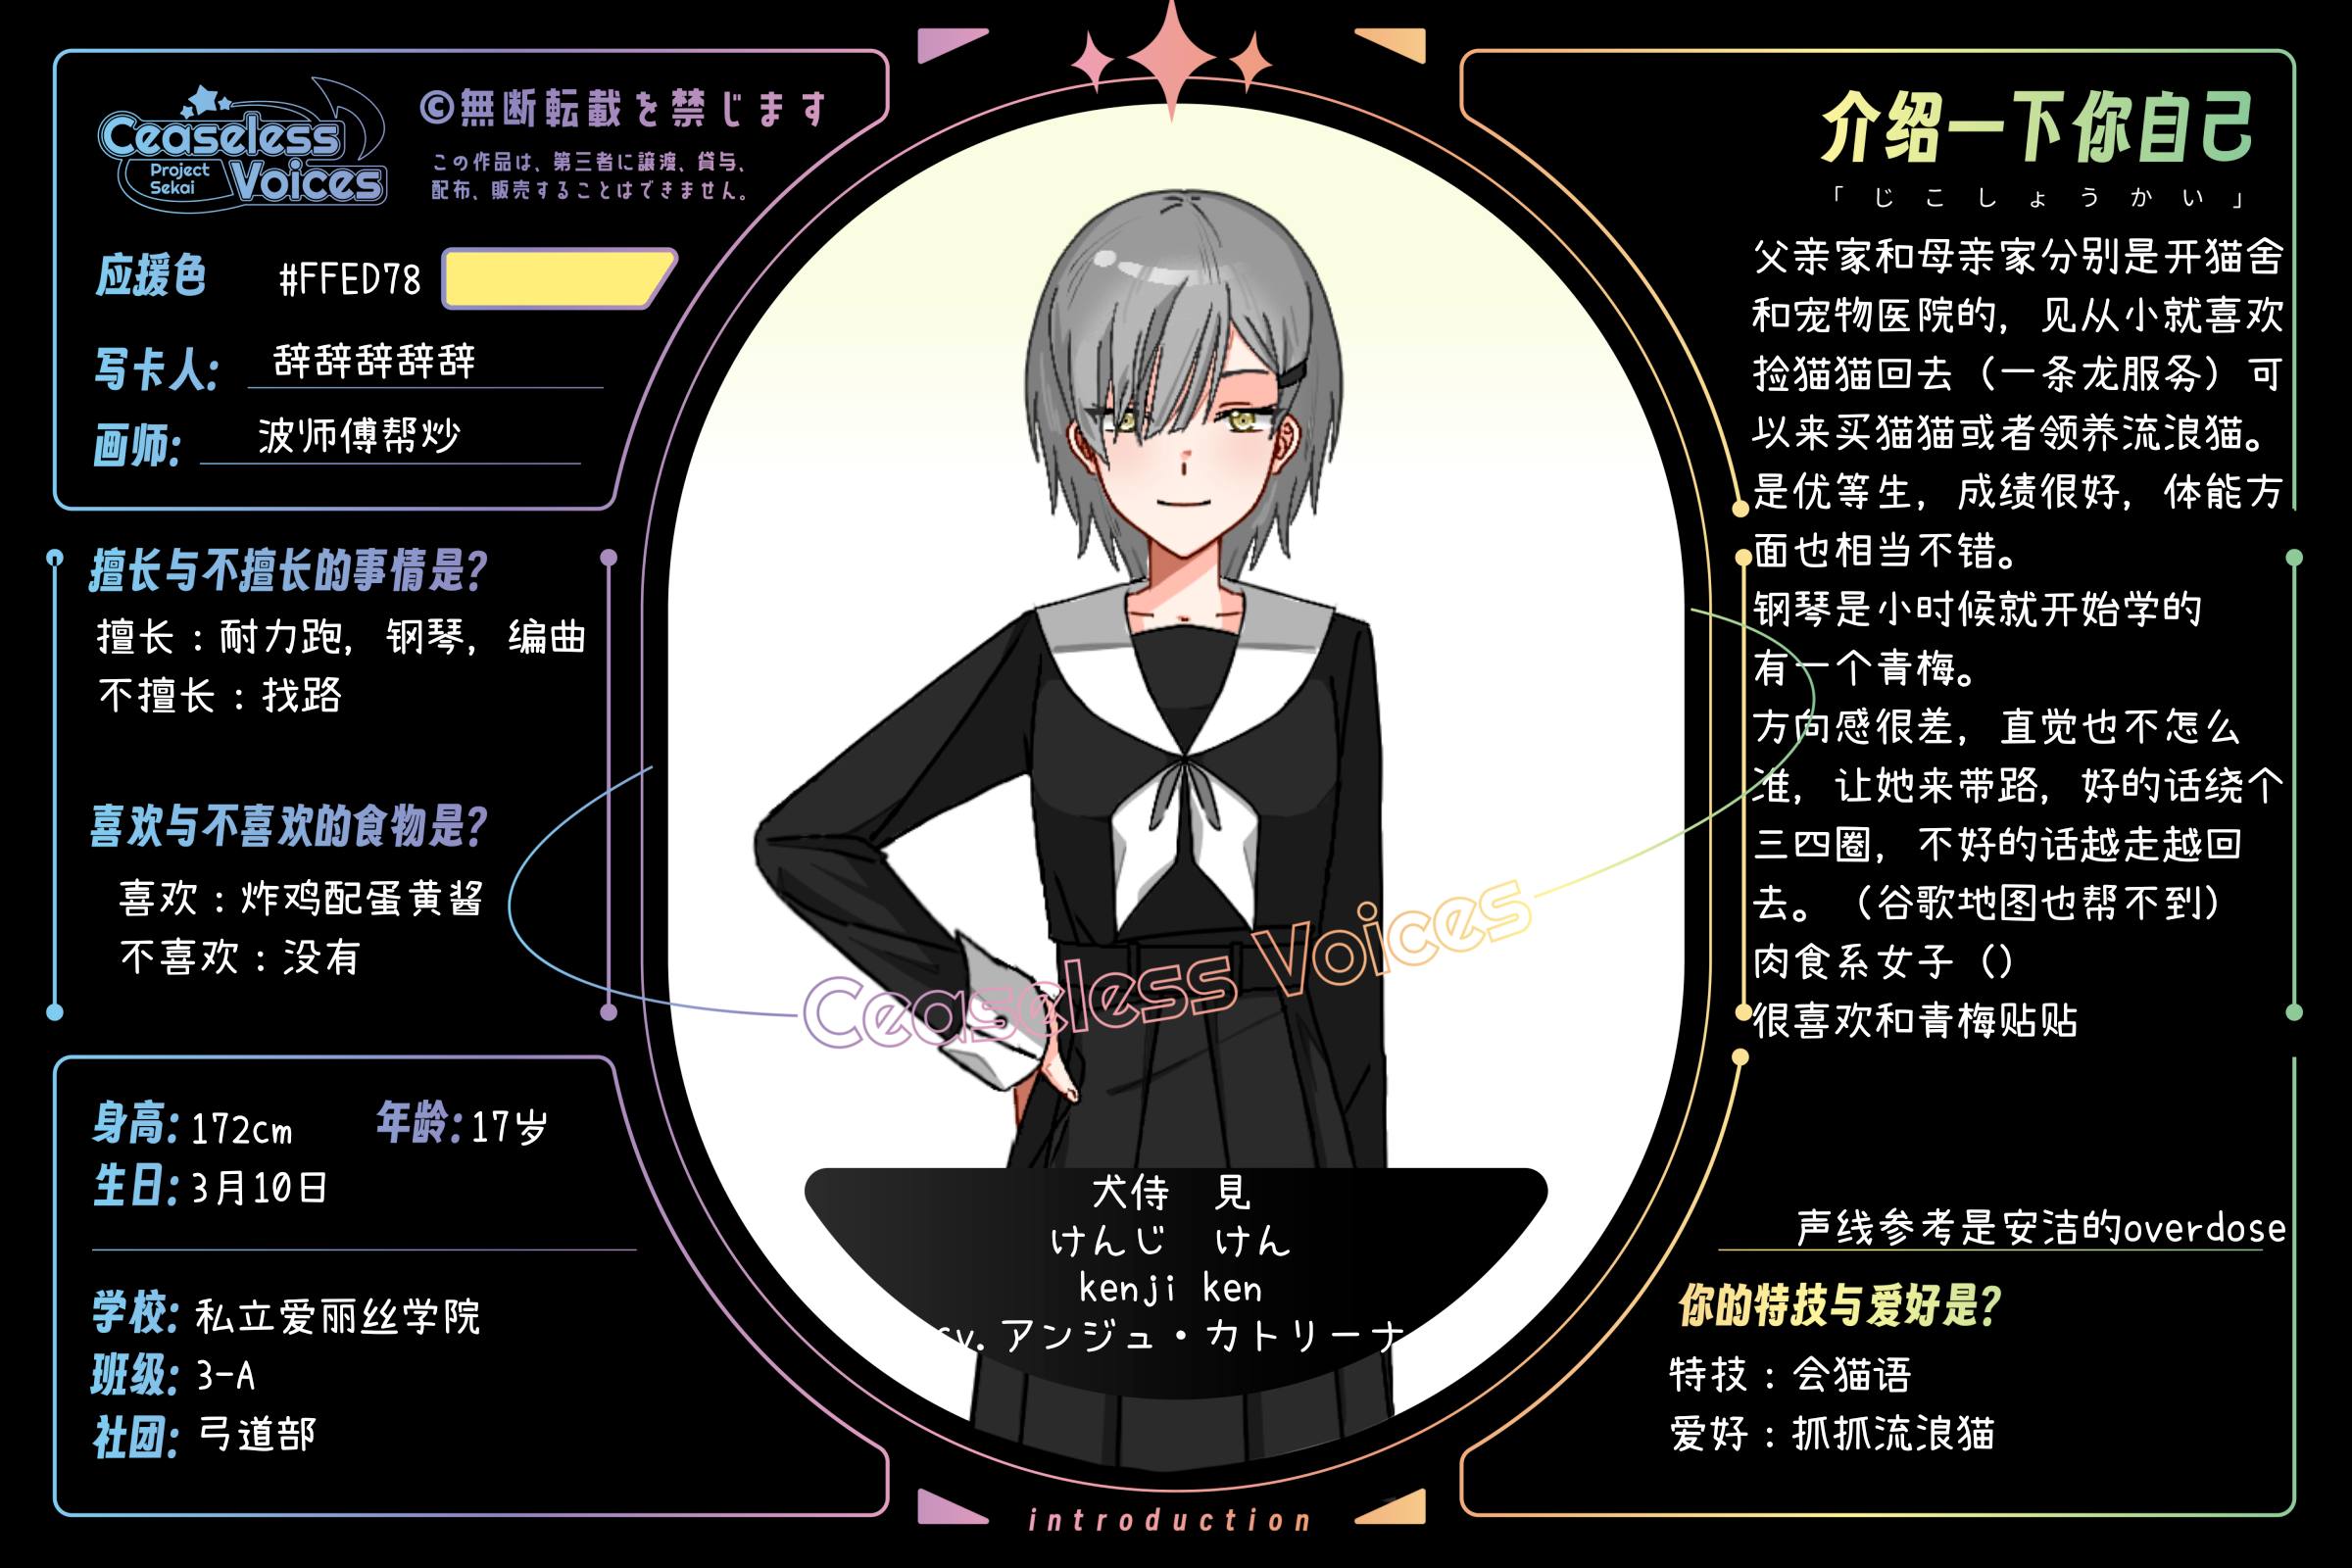 Ceaseless
Voices
Project
Sekai
©無断転載を禁じます
この作品は、第三者に譲渡、貸与、
配布、販売することはできません。
应援色 #FFED78
写卡人: 辞辞辞辞辞
画师: 波师傅帮炒
擅长与不擅长的事情是?
擅长：耐力跑，钢琴，编曲
不擅长：找路
喜欢与不喜欢的食物是?
喜欢：炸鸡配蛋黄酱
不喜欢：没有
身高: 172cm 年龄: 17岁
生日: 3月10日
学校: 私立爱丽丝学院
班级: 3-A
社团: 弓道部
Ceaseless Voices
犬侍 見
けんじ けん
kenji ken
cv. アンジュ・カトリーナ
introduction
介绍一下你自己
「じこしょうかい」
父亲家和母亲家分别是开猫舍
和宠物医院的，见从小就喜欢
捡猫猫回去（一条龙服务）可
以来买猫猫或者领养流浪猫。
是优等生，成绩很好，体能方
面也相当不错。
钢琴是小时候就开始学的
有一个青梅。
方向感很差，直觉也不怎么
准，让她来带路，好的话绕个
三四圈，不好的话越走越回
去。（谷歌地图也帮不到）
肉食系女子（）
很喜欢和青梅贴贴
声线参考是安洁的overdose
你的特技与爱好是?
特技：会猫语
爱好：抓抓流浪猫